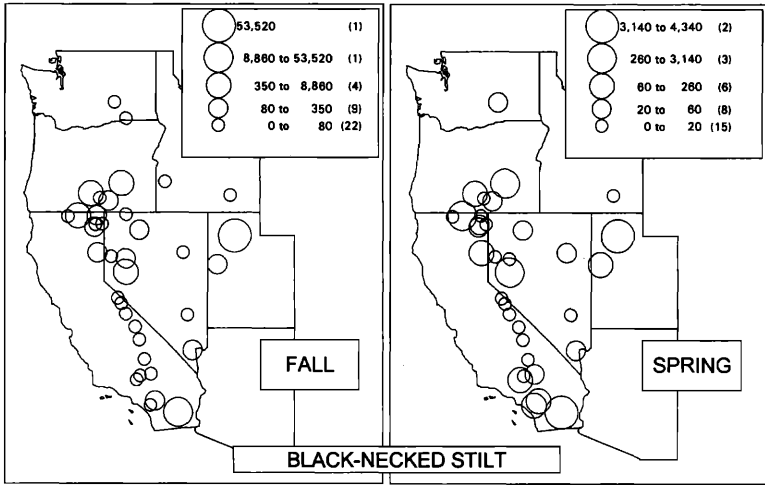 53,520 (1)
8,860 to 53,520 (1)
350 to 8,860 (4)
80 to 350 (9)
0 to 80 (22)
FALL
3,140 to 4,340 (2)
260 to 3,140 (3)
60 to 260 (6)
20 to 60 (8)
0 to 20 (15)
SPRING
BLACK-NECKED STILT